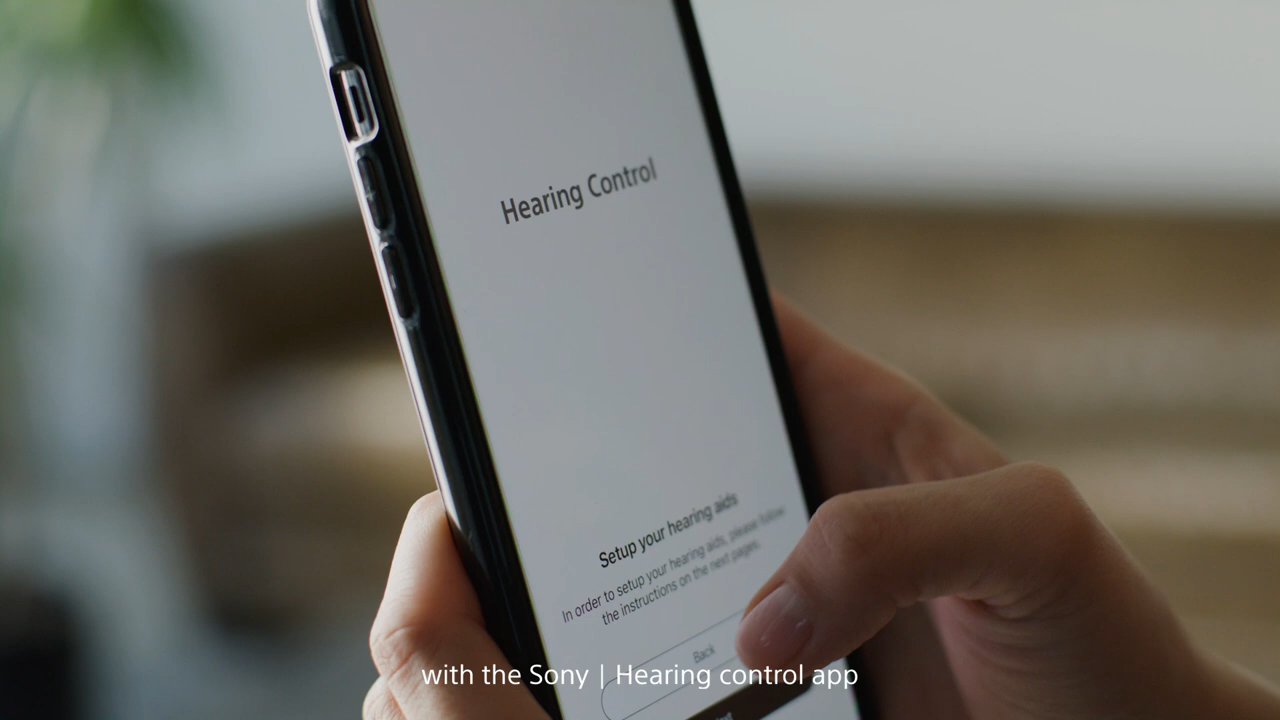 Hearing Control
Setup your hearing aids
In order to setup your hearing aids, please follow
the instructions on the next pages.
Back
with the Sony | Hearing control app